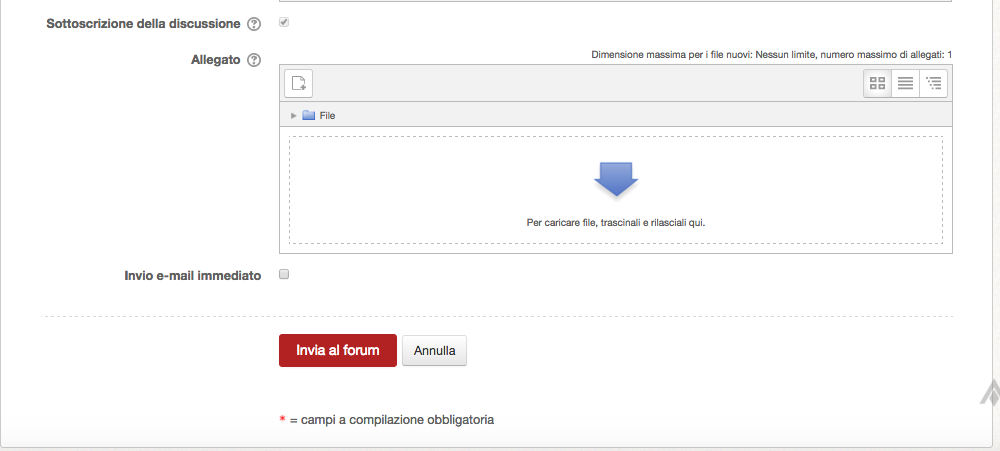 Sottoscrizione della discussione
Allegato
Dimensione massima per i file nuovi: Nessun limite, numero massimo di allegati: 1
File
Per caricare file, trascinali e rilasciali qui.
Invio e-mail immediato
Invia al forum
Annulla
* = campi a compilazione obbligatoria